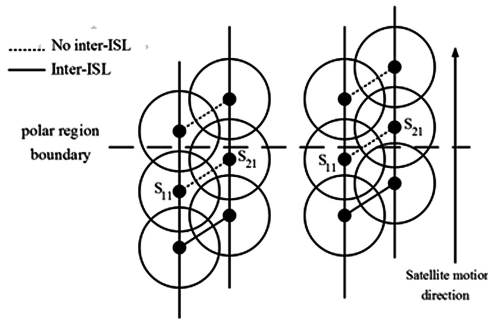 No inter-ISL
Inter-ISL
polar region
boundary
S21
S11
S21
S11
Satellite motion
direction